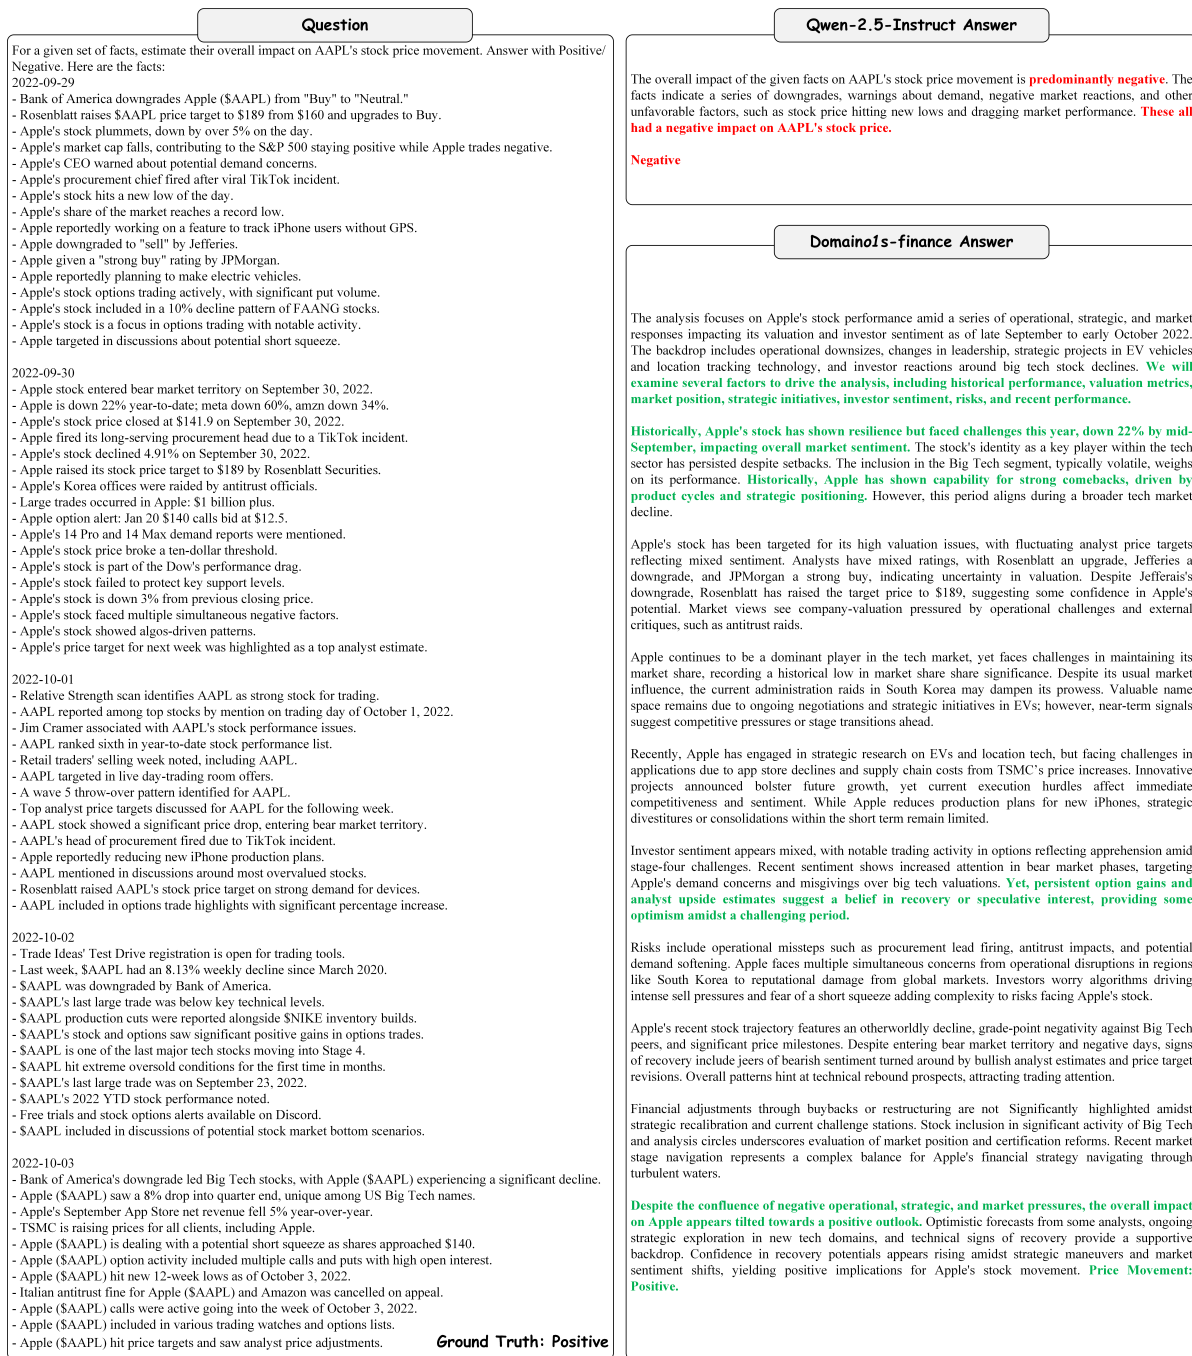 Question
For a given set of facts, estimate their overall impact on AAPL's stock price movement. Answer with Positive/
Negative. Here are the facts:
2022-09-29
- Bank of America downgrades Apple ($AAPL) from "Buy" to "Neutral."
- Rosenblatt raises $AAPL price target to $189 from $160 and upgrades to Buy.
- Apple's stock plummets, down by over 5% on the day.
- Apple's market cap falls, contributing to the S&P 500 staying positive while Apple trades negative.
- Apple's CEO warned about potential demand concerns.
- Apple's procurement chief fired after viral TikTok incident.
- Apple's stock hits a new low of the day.
- Apple's share of the market reaches a record low.
- Apple reportedly working on a feature to track iPhone users without GPS.
- Apple downgraded to "sell" by Jefferies.
- Apple given a "strong buy" rating by JPMorgan.
- Apple reportedly planning to make electric vehicles.
- Apple's stock options trading actively, with significant put volume.
- Apple's stock included in a 10% decline pattern of FAANG stocks.
- Apple's stock is a focus in options trading with notable activity.
- Apple targeted in discussions about potential short squeeze.
2022-09-30
- Apple stock entered bear market territory on September 30, 2022.
- Apple is down 22% year-to-date; meta down 60%, amzn down 34%.
- Apple's stock price closed at $141.9 on September 30, 2022.
- Apple fired its long-serving procurement head due to a TikTok incident.
- Apple's stock declined 4.91% on September 30, 2022.
- Apple raised its stock price target to $189 by Rosenblatt Securities.
- Apple's Korea offices were raided by antitrust officials.
- Large trades occurred in Apple: $1 billion plus.
- Apple option alert: Jan 20 $140 calls bid at $12.5.
- Apple's 14 Pro and 14 Max demand reports were mentioned.
- Apple's stock price broke a ten-dollar threshold.
- Apple's stock is part of the Dow's performance drag.
- Apple's stock failed to protect key support levels.
- Apple's stock is down 3% from previous closing price.
- Apple's stock faced multiple simultaneous negative factors.
- Apple's stock showed algos-driven patterns.
- Apple's price target for next week was highlighted as a top analyst estimate.
2022-10-01
- Relative Strength scan identifies AAPL as strong stock for trading.
- AAPL reported among top stocks by mention on trading day of October 1, 2022.
- Jim Cramer associated with AAPL's stock performance issues.
- AAPL ranked sixth in year-to-date stock performance list.
- Retail traders' selling week noted, including AAPL.
- AAPL targeted in live day-trading room offers.
- A wave 5 throw-over pattern identified for AAPL.
- Top analyst price targets discussed for AAPL for the following week.
- AAPL stock showed a significant price drop, entering bear market territory.
- AAPL's head of procurement fired due to TikTok incident.
- Apple reportedly reducing new iPhone production plans.
- AAPL mentioned in discussions around most overvalued stocks.
- Rosenblatt raised AAPL's stock price target on strong demand for devices.
- AAPL included in options trade highlights with significant percentage increase.
2022-10-02
- Trade Ideas' Test Drive registration is open for trading tools.
- Last week, $AAPL had an 8.13% weekly decline since March 2020.
- $AAPL was downgraded by Bank of America.
- $AAPL's last large trade was below key technical levels.
- $AAPL production cuts were reported alongside $NIKE inventory builds.
- $AAPL's stock and options saw significant positive gains in options trades.
- $AAPL is one of the last major tech stocks moving into Stage 4.
- $AAPL hit extreme oversold conditions for the first time in months.
- $AAPL's last large trade was on September 23, 2022.
- $AAPL's 2022 YTD stock performance noted.
- Free trials and stock options alerts available on Discord.
- $AAPL included in discussions of potential stock market bottom scenarios.
2022-10-03
- Bank of America's downgrade led Big Tech stocks, with Apple ($AAPL) experiencing a significant decline.
- Apple ($AAPL) saw a 8% drop into quarter end, unique among US Big Tech names.
- Apple's September App Store net revenue fell 5% year-over-year.
- TSMC is raising prices for all clients, including Apple.
- Apple ($AAPL) is dealing with a potential short squeeze as shares approached $140.
- Apple ($AAPL) option activity included multiple calls and puts with high open interest.
- Apple ($AAPL) hit new 12-week lows as of October 3, 2022.
- Italian antitrust fine for Apple ($AAPL) and Amazon was cancelled on appeal.
- Apple ($AAPL) calls were active going into the week of October 3, 2022.
- Apple ($AAPL) included in various trading watches and options lists.
- Apple ($AAPL) hit price targets and saw analyst price adjustments.
Ground Truth: Positive
Qwen-2.5-Instruct Answer
The overall impact of the given facts on AAPL's stock price movement is predominantly negative. The
facts indicate a series of downgrades, warnings about demand, negative market reactions, and other
unfavorable factors, such as stock price hitting new lows and dragging market performance. These all
had a negative impact on AAPL's stock price.
Negative
Domaino1s-finance Answer
The analysis focuses on Apple's stock performance amid a series of operational, strategic, and market
responses impacting its valuation and investor sentiment as of late September to early October 2022.
The backdrop includes operational downsizes, changes in leadership, strategic projects in EV vehicles
and location tracking technology, and investor reactions around big tech stock declines. We will
examine several factors to drive the analysis, including historical performance, valuation metrics,
market position, strategic initiatives, investor sentiment, risks, and recent performance.
Historically, Apple's stock has shown resilience but faced challenges this year, down 22% by mid-
September, impacting overall market sentiment. The stock's identity as a key player within the tech
sector has persisted despite setbacks. The inclusion in the Big Tech segment, typically volatile, weighs
on its performance. Historically, Apple has shown capability for strong comebacks, driven by
product cycles and strategic positioning. However, this period aligns during a broader tech market
decline.
Apple's stock has been targeted for its high valuation issues, with fluctuating analyst price targets
reflecting mixed sentiment. Analysts have mixed ratings, with Rosenblatt an upgrade, Jefferies a
downgrade, and JPMorgan a strong buy, indicating uncertainty in valuation. Despite Jefferais's
downgrade, Rosenblatt has raised the target price to $189, suggesting some confidence in Apple's
potential. Market views see company-valuation pressured by operational challenges and external
critiques, such as antitrust raids.
Apple continues to be a dominant player in the tech market, yet faces challenges in maintaining its
market share, recording a historical low in market share share significance. Despite its usual market
influence, the current administration raids in South Korea may dampen its prowess. Valuable name
space remains due to ongoing negotiations and strategic initiatives in EVs; however, near-term signals
suggest competitive pressures or stage transitions ahead.
Recently, Apple has engaged in strategic research on EVs and location tech, but facing challenges in
applications due to app store declines and supply chain costs from TSMC's price increases. Innovative
projects announced bolster future growth, yet current execution hurdles affect immediate
competitiveness and sentiment. While Apple reduces production plans for new iPhones, strategic
divestitures or consolidations within the short term remain limited.
Investor sentiment appears mixed, with notable trading activity in options reflecting apprehension amid
stage-four challenges. Recent sentiment shows increased attention in bear market phases, targeting
Apple's demand concerns and misgivings over big tech valuations. Yet, persistent option gains and
analyst upside estimates suggest a belief in recovery or speculative interest, providing some
optimism amidst a challenging period.
Risks include operational missteps such as procurement lead firing, antitrust impacts, and potential
demand softening. Apple faces multiple simultaneous concerns from operational disruptions in regions
like South Korea to reputational damage from global markets. Investors worry algorithms driving
intense sell pressures and fear of a short squeeze adding complexity to risks facing Apple's stock.
Apple's recent stock trajectory features an otherworldly decline, grade-point negativity against Big Tech
peers, and significant price milestones. Despite entering bear market territory and negative days, signs
of recovery include jeers of bearish sentiment turned around by bullish analyst estimates and price target
revisions. Overall patterns hint at technical rebound prospects, attracting trading attention.
Financial adjustments through buybacks or restructuring are not Significantly highlighted amidst
strategic recalibration and current challenge stations. Stock inclusion in significant activity of Big Tech
and analysis circles underscores evaluation of market position and certification reforms. Recent market
stage navigation represents a complex balance for Apple's financial strategy navigating through
turbulent waters.
Despite the confluence of negative operational, strategic, and market pressures, the overall impact
on Apple appears tilted towards a positive outlook. Optimistic forecasts from some analysts, ongoing
strategic exploration in new tech domains, and technical signs of recovery provide a supportive
backdrop. Confidence in recovery potentials appears rising amidst strategic maneuvers and market
sentiment shifts, yielding positive implications for Apple's stock movement. Price Movement:
Positive.